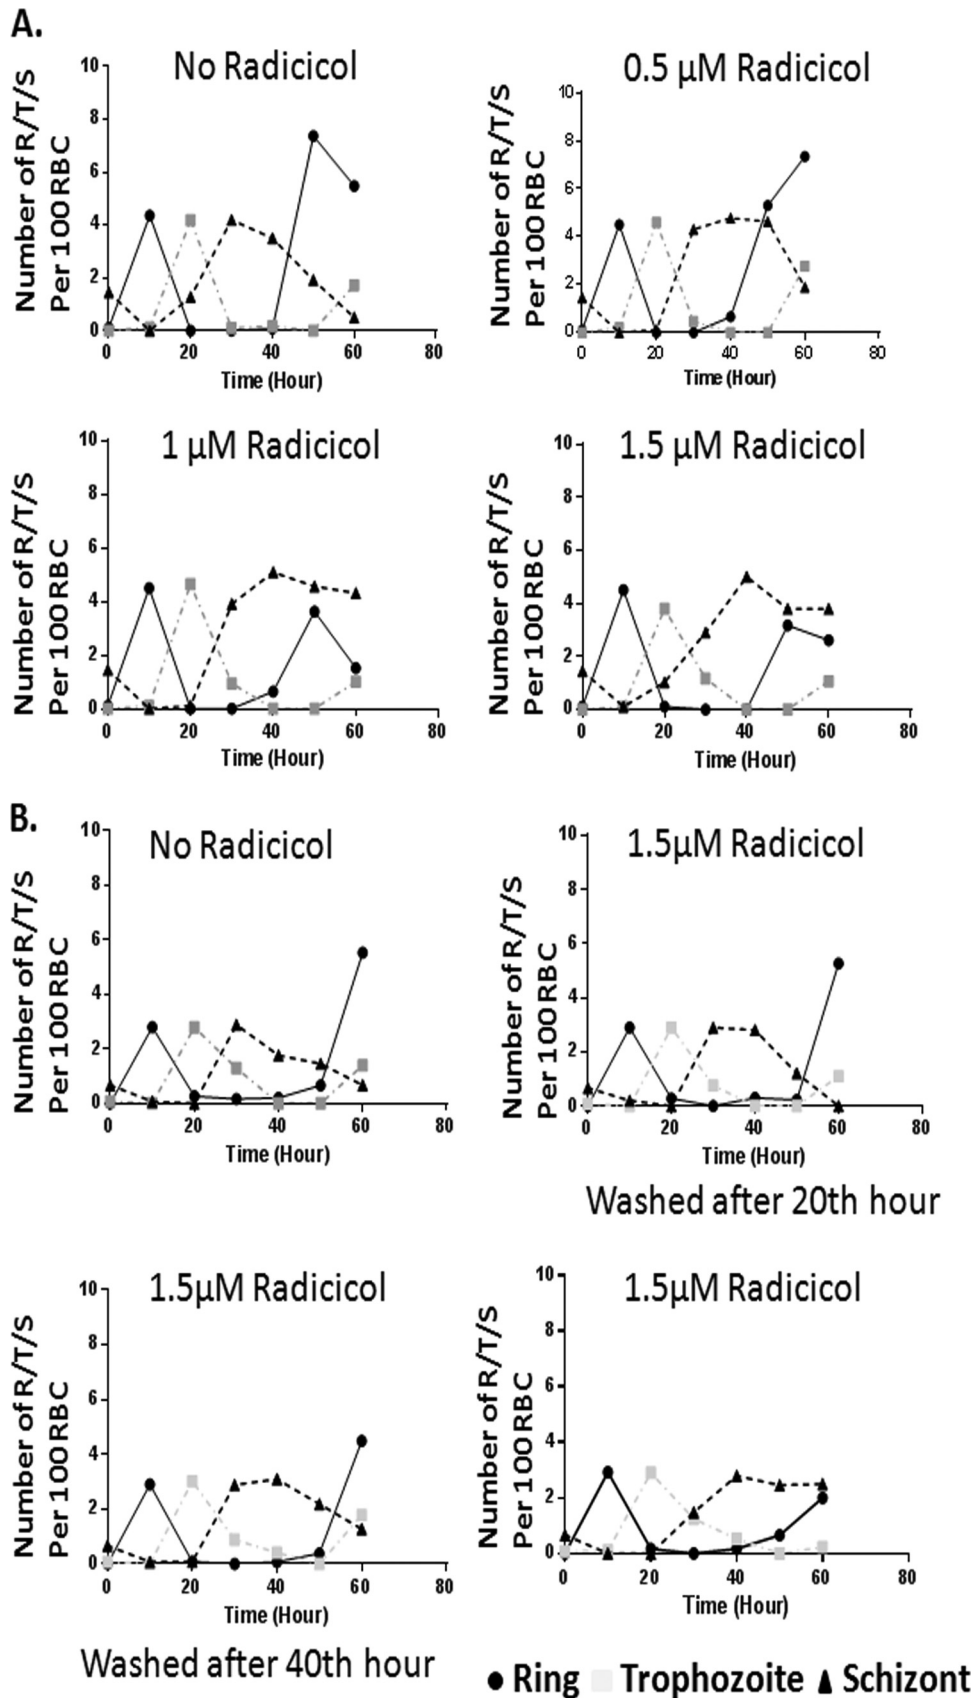 A.
No Radicicol
Number of R/T/S
Per 100 RBC
10
8
6
4
2
0
0 20 40 60 80
Time (Hour)
0.5 µM Radicicol
Number of R/T/S
Per 100 RBC
10
8
6
4
2
0
0 20 40 60 80
Time (Hour)
1 µM Radicicol
Number of R/T/S
Per 100 RBC
10
8
6
4
2
0
0 20 40 60 80
Time (Hour)
1.5 µM Radicicol
Number of R/T/S
Per 100 RBC
10
8
6
4
2
0
0 20 40 60 80
Time (Hour)
B.
No Radicicol
Number of R/T/S
Per 100 RBC
10
8
6
4
2
0
0 20 40 60 80
Time (Hour)
1.5µM Radicicol
Number of R/T/S
Per 100 RBC
10
8
6
4
2
0
0 20 40 60 80
Time (Hour)
Washed after 20th hour
1.5µM Radicicol
Number of R/T/S
Per 100 RBC
10
8
6
4
2
0
0 20 40 60 80
Time (Hour)
Washed after 40th hour
1.5µM Radicicol
Number of R/T/S
Per 100 RBC
10
8
6
4
2
0
0 20 40 60 80
Time (Hour)
Ring Trophozoite Schizont